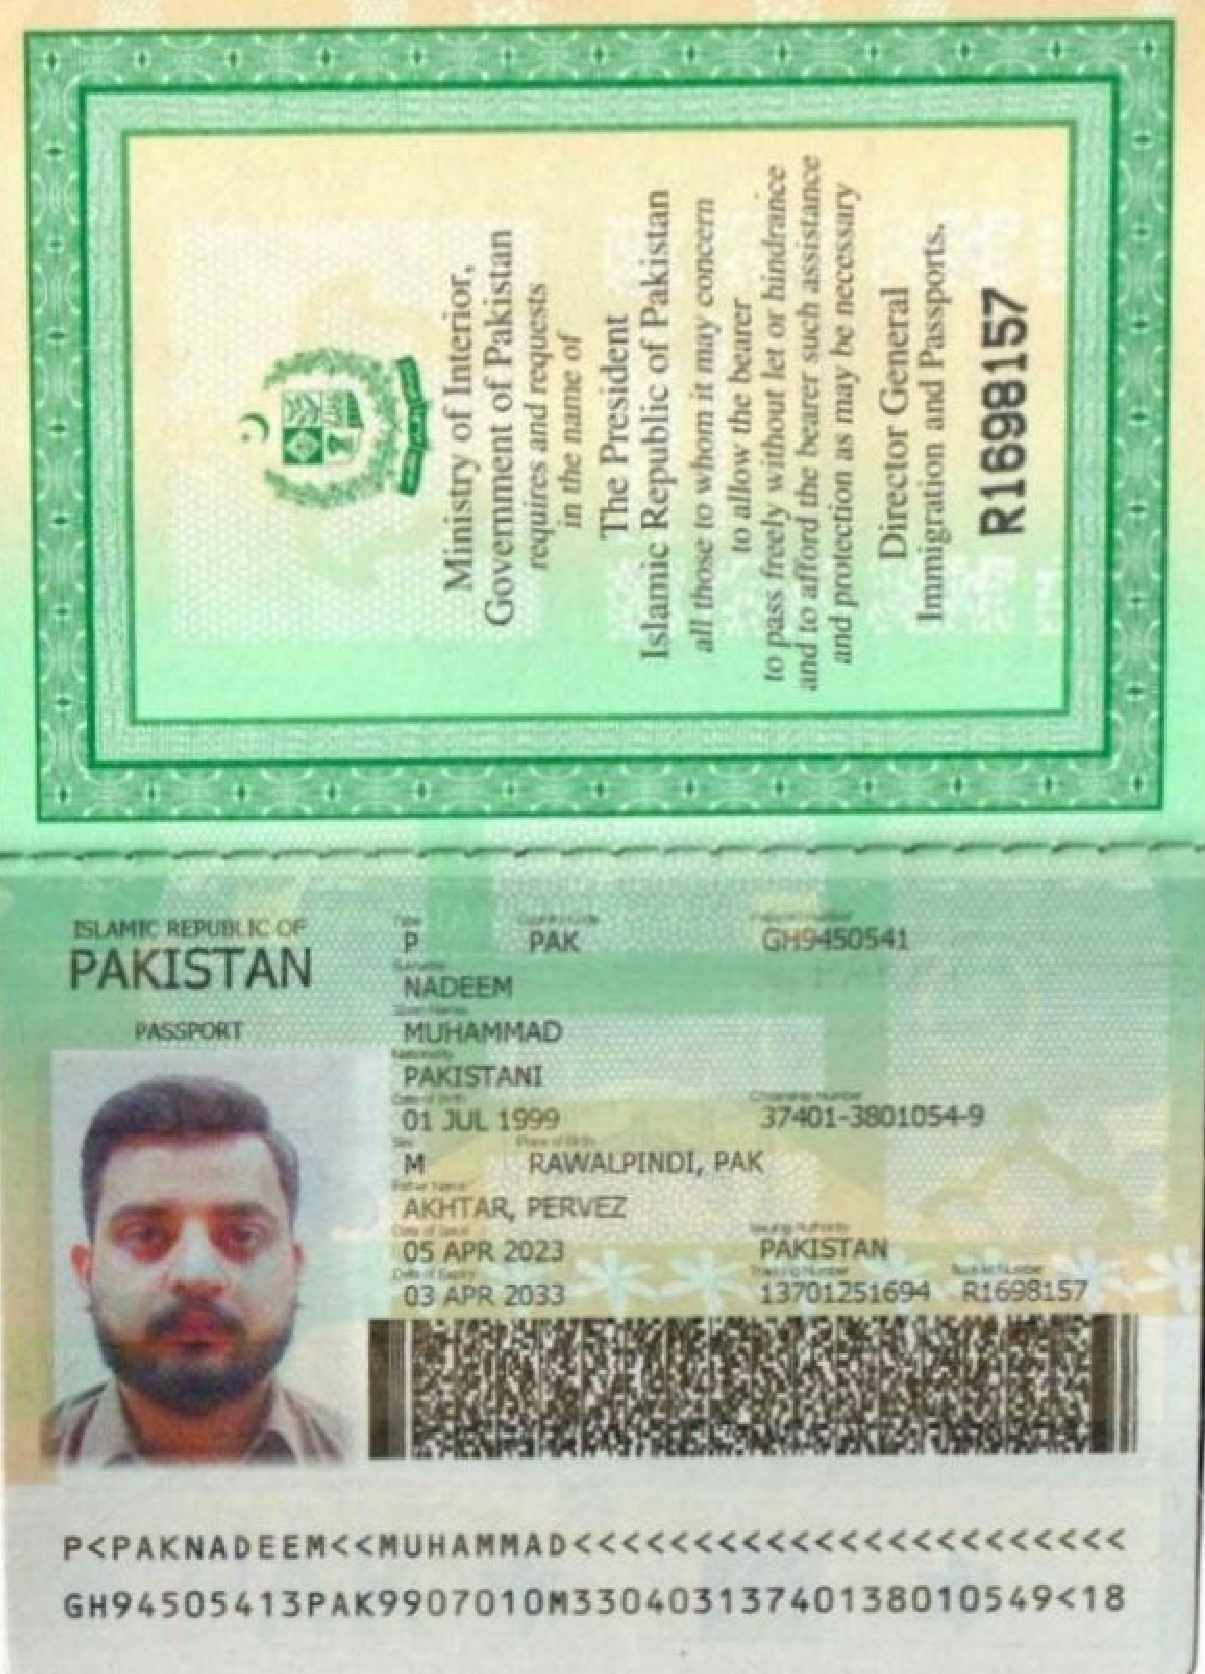 Ministry of Interior,
Government of Pakistan
requires and requests
in the name of
The President
Islamic Republic of Pakistan
all those to whom it may concern
to allow the bearer
to pass freely without let or hindrance
and to afford the bearer such assistance
and protection as may be necessary
Director General
Immigration and Passports.
R1698157
ISLAMIC REPUBLIC OF
PAKISTAN
PASSPORT
Type Country Code Passport Number
P PAK GH9450541
Surname
NADEEM
Given Names
MUHAMMAD
Nationality
PAKISTANI
Date of Birth Citizenship Number
01 JUL 1999 37401-3801054-9
Sex Place of Birth
M RAWALPINDI, PAK
Father Name
AKHTAR, PERVEZ
Date of Issue Issuing Authority
05 APR 2023 PAKISTAN
Date of Expiry Tracking Number Booklet Number
03 APR 2033 13701251694 R1698157
P<PAKNADEEM<<MUHAMMAD<<<<<<<<<<<<<<<<<<<<<<<
GH94505413PAK9907010M3304031374013801054​9<18